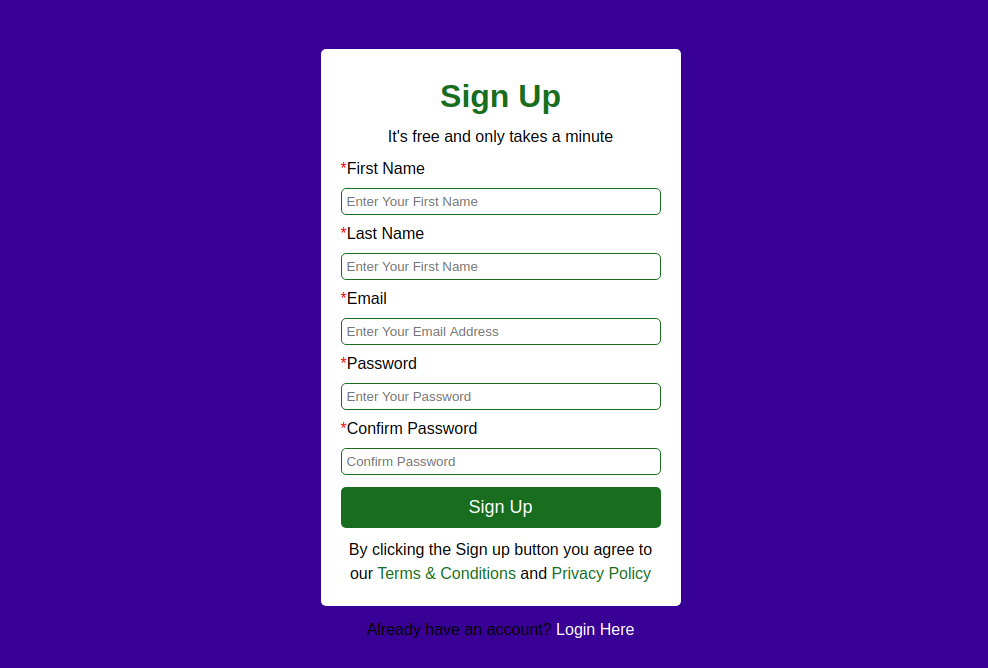 Sign Up
It's free and only takes a minute
*First Name
Enter Your First Name
*Last Name
Enter Your First Name
*Email
Enter Your Email Address
*Password
Enter Your Password
*Confirm Password
Confirm Password
Sign Up
By clicking the Sign up button you agree to
our Terms & Conditions and Privacy Policy
Already have an account? Login Here